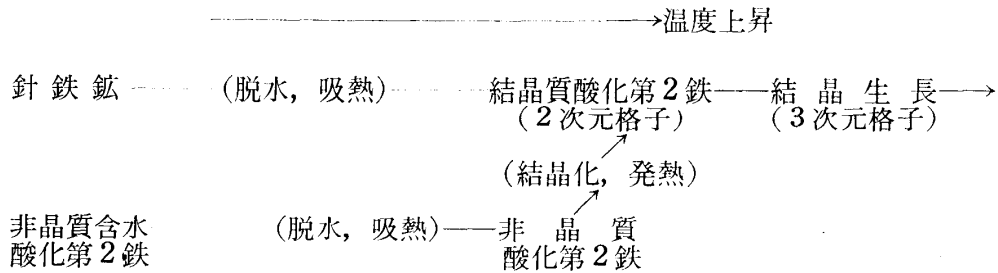 温度上昇
針鉄鉱 (脱水,吸熱) 結晶質酸化第2鉄 結晶生長
(2次元格子) (3次元格子)
(結晶化,発熱)
非晶質含水 (脱水,吸熱) 非晶質
酸化第2鉄 酸化第2鉄